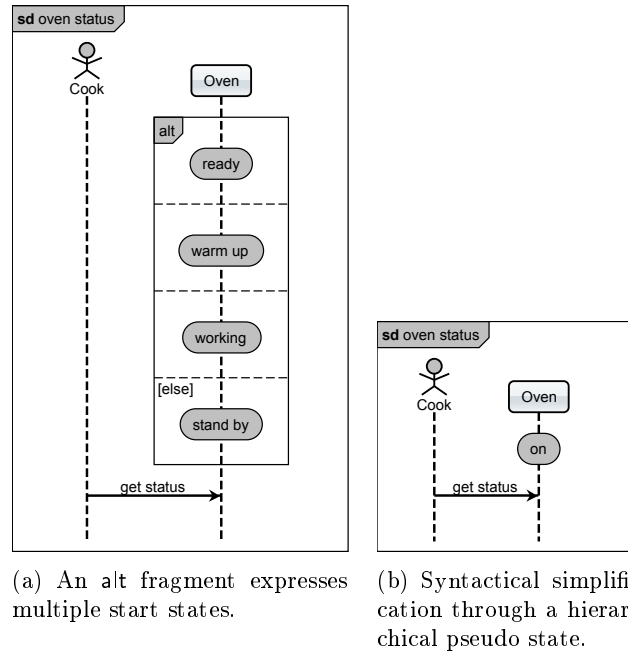 sd oven status
Cook
Oven
alt
ready
warm up
working
[else]
stand by
get status
(a) An alt fragment expresses
multiple start states.
sd oven status
Cook
Oven
on
get status
(b) Syntactical simplifi
cation through a hierar
chical pseudo state.